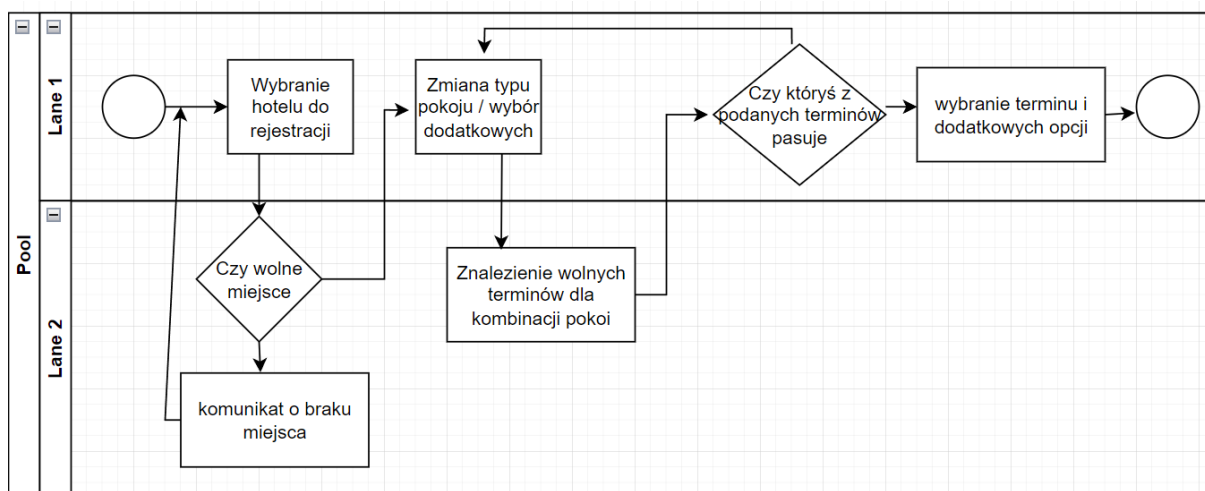 Pool
Lane 1
Wybranie
hotelu do
rejestracji
Zmiana typu
pokoju / wybór
dodatkowych
Czy któryś z
podanych terminów
pasuje
wybranie terminu i
dodatkowych opcji
Lane 2
Czy wolne
miejsce
Znalezienie wolnych
terminów dla
kombinacji pokoi
komunikat o braku
miejsca